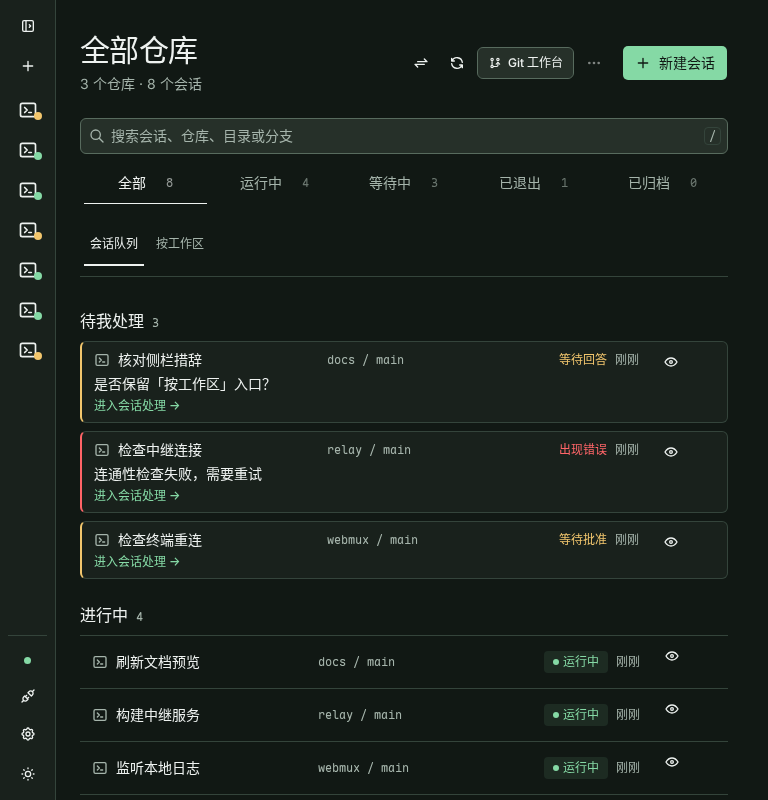 全部仓库
3 个仓库 · 8 个会话
Git 工作台
新建会话
搜索会话、仓库、目录或分支 /
全部 8 运行中 4 等待中 3 已退出 1 已归档 0
会话队列 按工作区
待我处理 3
核对侧栏措辞 docs / main 等待回答 刚刚
是否保留「按工作区」入口？
进入会话处理 →
检查中继连接 relay / main 出现错误 刚刚
连通性检查失败，需要重试
进入会话处理 →
检查终端重连 webmux / main 等待批准 刚刚
进入会话处理 →
进行中 4
刷新文档预览 docs / main 运行中 刚刚
构建中继服务 relay / main 运行中 刚刚
监听本地日志 webmux / main 运行中 刚刚